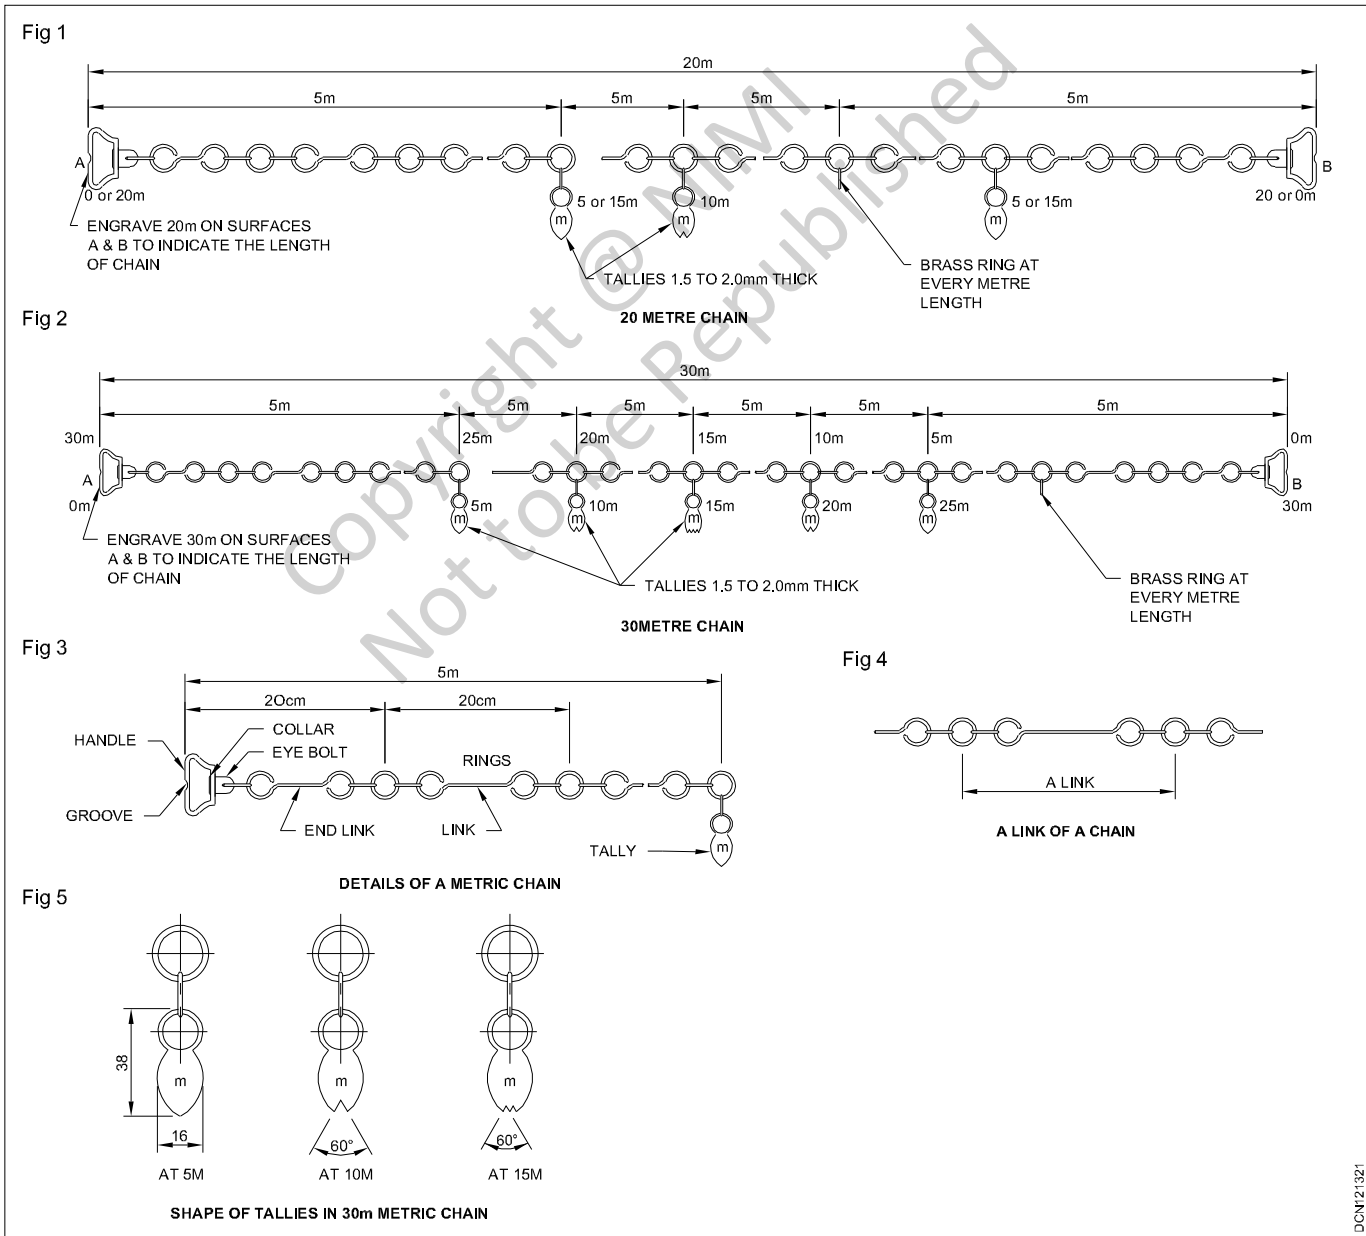 Fig 1
20m
5m
5m
5m
5m
A
B
0 or 20m
5 or 15m
10m
5 or 15m
20 or 0m
m
m
m
ENGRAVE 20m ON SURFACES
A & B TO INDICATE THE LENGTH
OF CHAIN
TALLIES 1.5 TO 2.0mm THICK
BRASS RING AT
EVERY METRE
LENGTH
20 METRE CHAIN
Fig 2
30m
5m
5m
5m
5m
5m
5m
30m
25m
20m
15m
10m
5m
0m
A
B
0m
5m
10m
15m
20m
25m
30m
m
m
m
m
m
ENGRAVE 30m ON SURFACES
A & B TO INDICATE THE LENGTH
OF CHAIN
TALLIES 1.5 TO 2.0mm THICK
BRASS RING AT
EVERY METRE
LENGTH
30METRE CHAIN
Fig 3
5m
2Ocm
20cm
HANDLE
COLLAR
EYE BOLT
RINGS
GROOVE
END LINK
LINK
TALLY
m
DETAILS OF A METRIC CHAIN
Fig 4
A LINK
A LINK OF A CHAIN
Fig 5
38
m
m
m
16
60°
60°
AT 5M
AT 10M
AT 15M
SHAPE OF TALLIES IN 30m METRIC CHAIN
DCN121321
Copyright @ NIMI
Not to be Republished